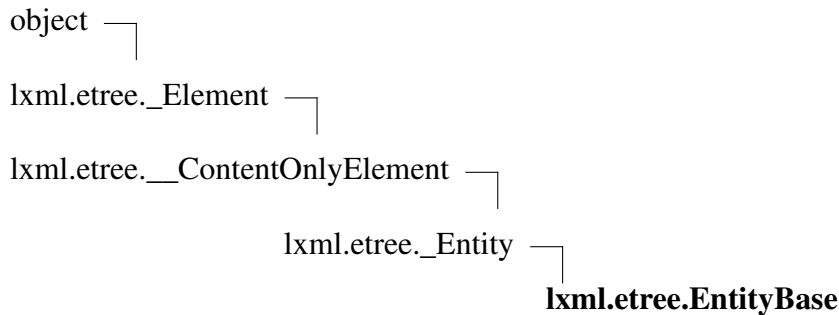 object
lxml.etree._Element
lxml.etree.__ContentOnlyElement
lxml.etree._Entity
lxml.etree.EntityBase